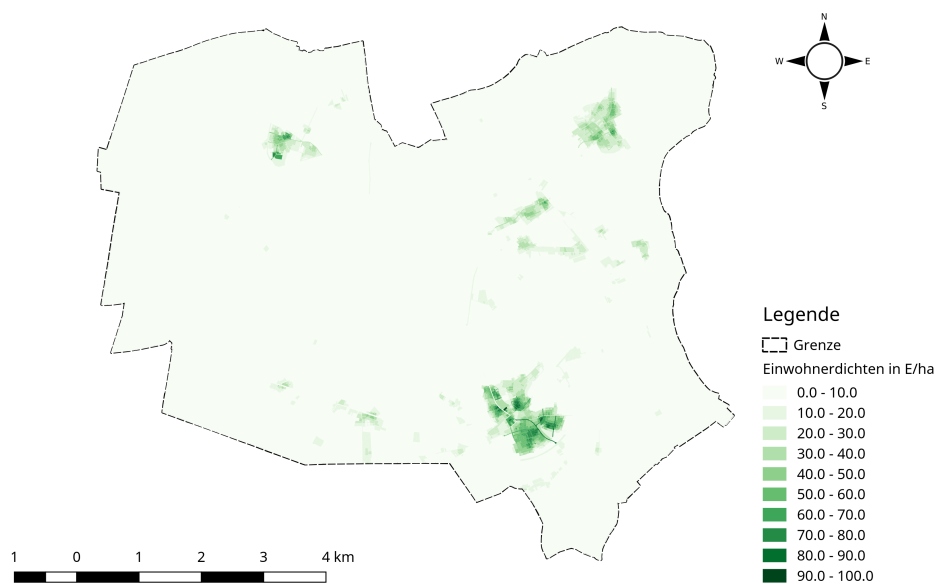 N
W E
S
Legende
Grenze
Einwohnerdichten in E/ha
0.0 - 10.0
10.0 - 20.0
20.0 - 30.0
30.0 - 40.0
40.0 - 50.0
50.0 - 60.0
60.0 - 70.0
70.0 - 80.0
80.0 - 90.0
90.0 - 100.0
1 0 1 2 3 4 km